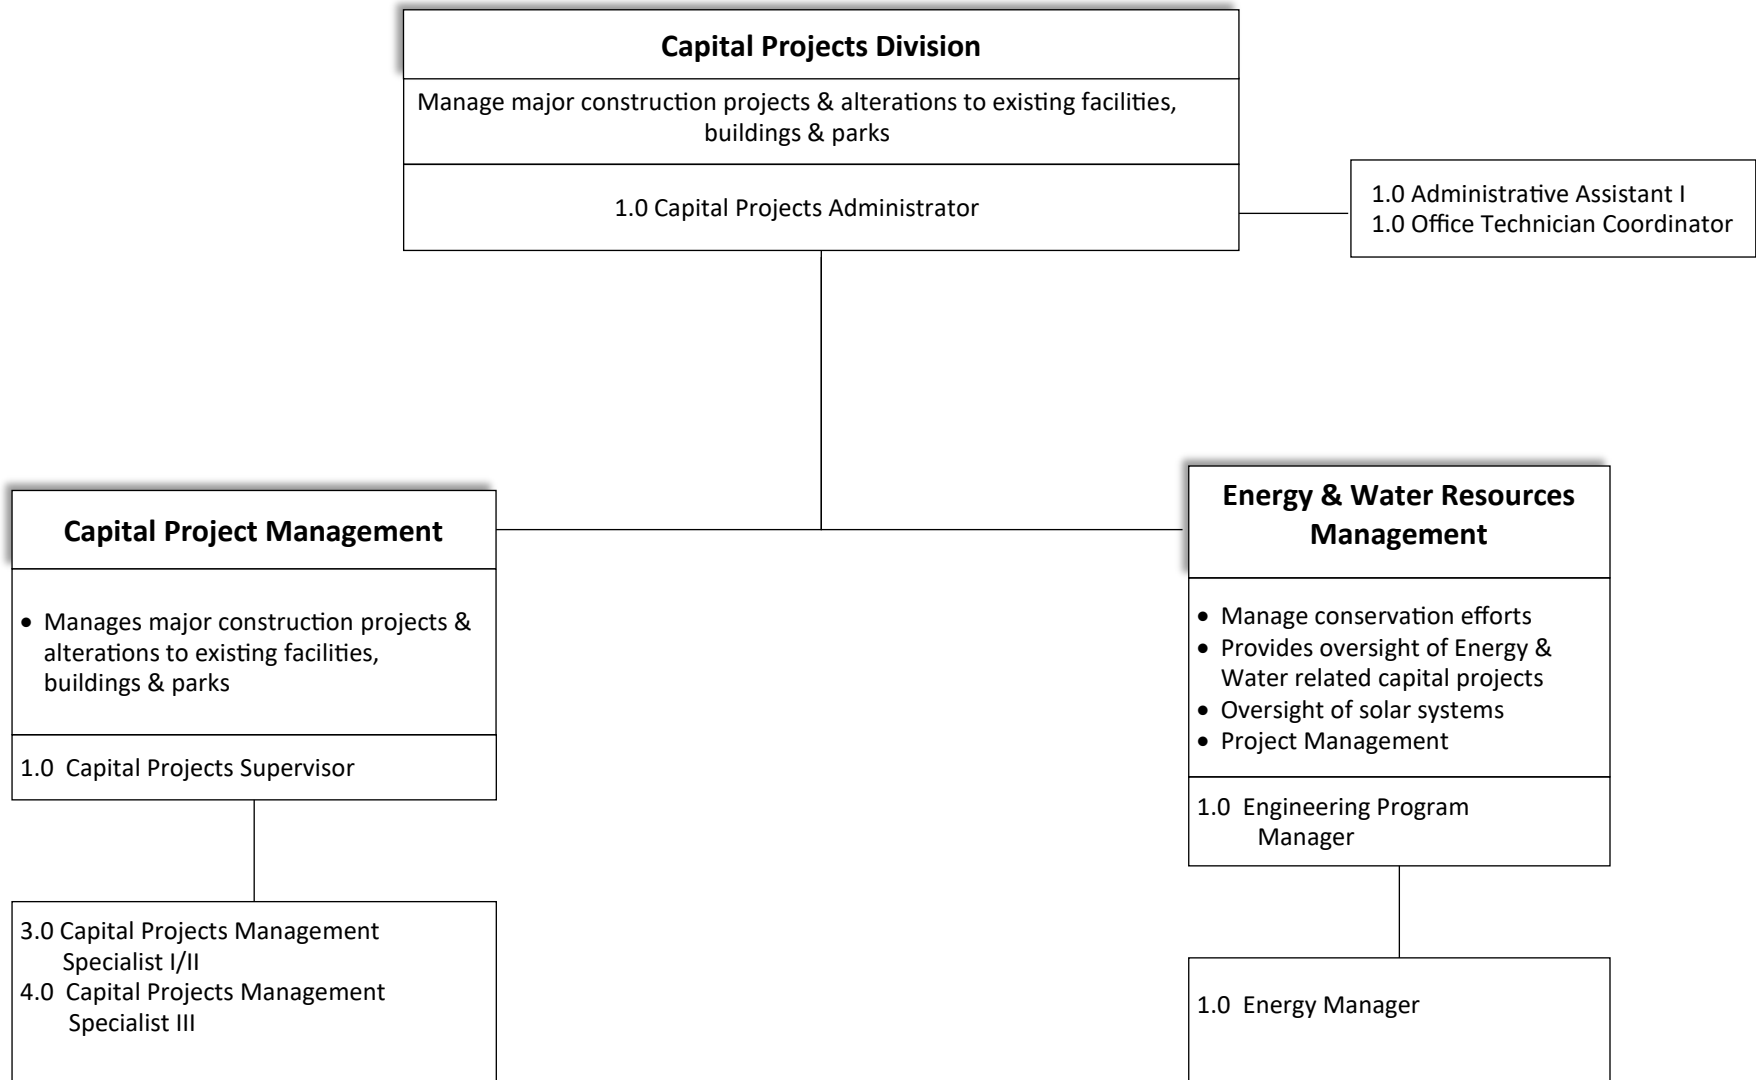 Capital Projects Division
Manage major construction projects & alterations to existing facilities,
buildings & parks
1.0 Capital Projects Administrator
1.0 Administrative Assistant I
1.0 Office Technician Coordinator
Capital Project Management
• Manages major construction projects &
alterations to existing facilities,
buildings & parks
1.0 Capital Projects Supervisor
3.0 Capital Projects Management
Specialist I/II
4.0 Capital Projects Management
Specialist III
Energy & Water Resources
Management
• Manage conservation efforts
• Provides oversight of Energy &
Water related capital projects
• Oversight of solar systems
• Project Management
1.0 Engineering Program
Manager
1.0 Energy Manager